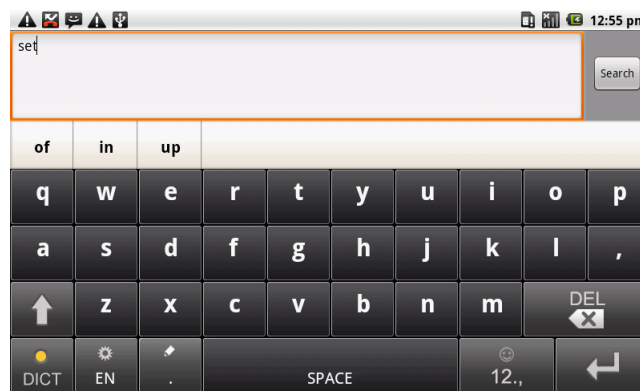 12:55 pm
set
Search
of in up
q w e r t y u i o p
a s d f g h j k l ,
z x c v b n m DEL
DICT EN . SPACE 12.,